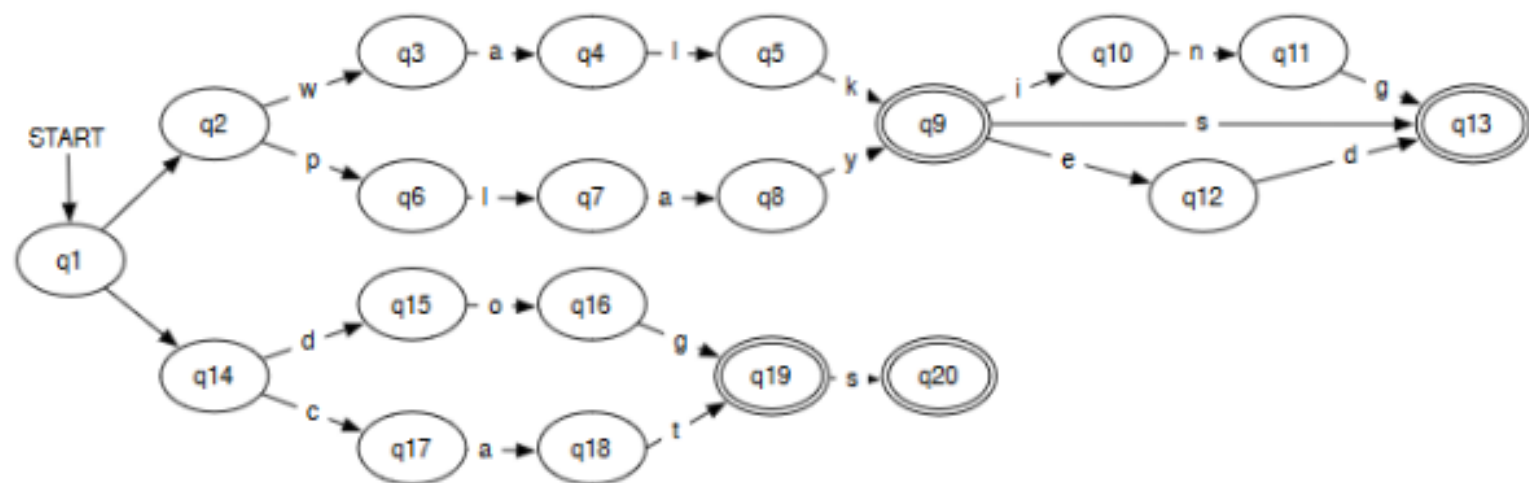 q3 a q4 l q5 q10 n q11
w k i g
q2 q9 s q13
START p y e d
q6 l q7 a q8 q12
q1
q15 o q16
d g
q14 q19 s q20
c t
q17 a q18